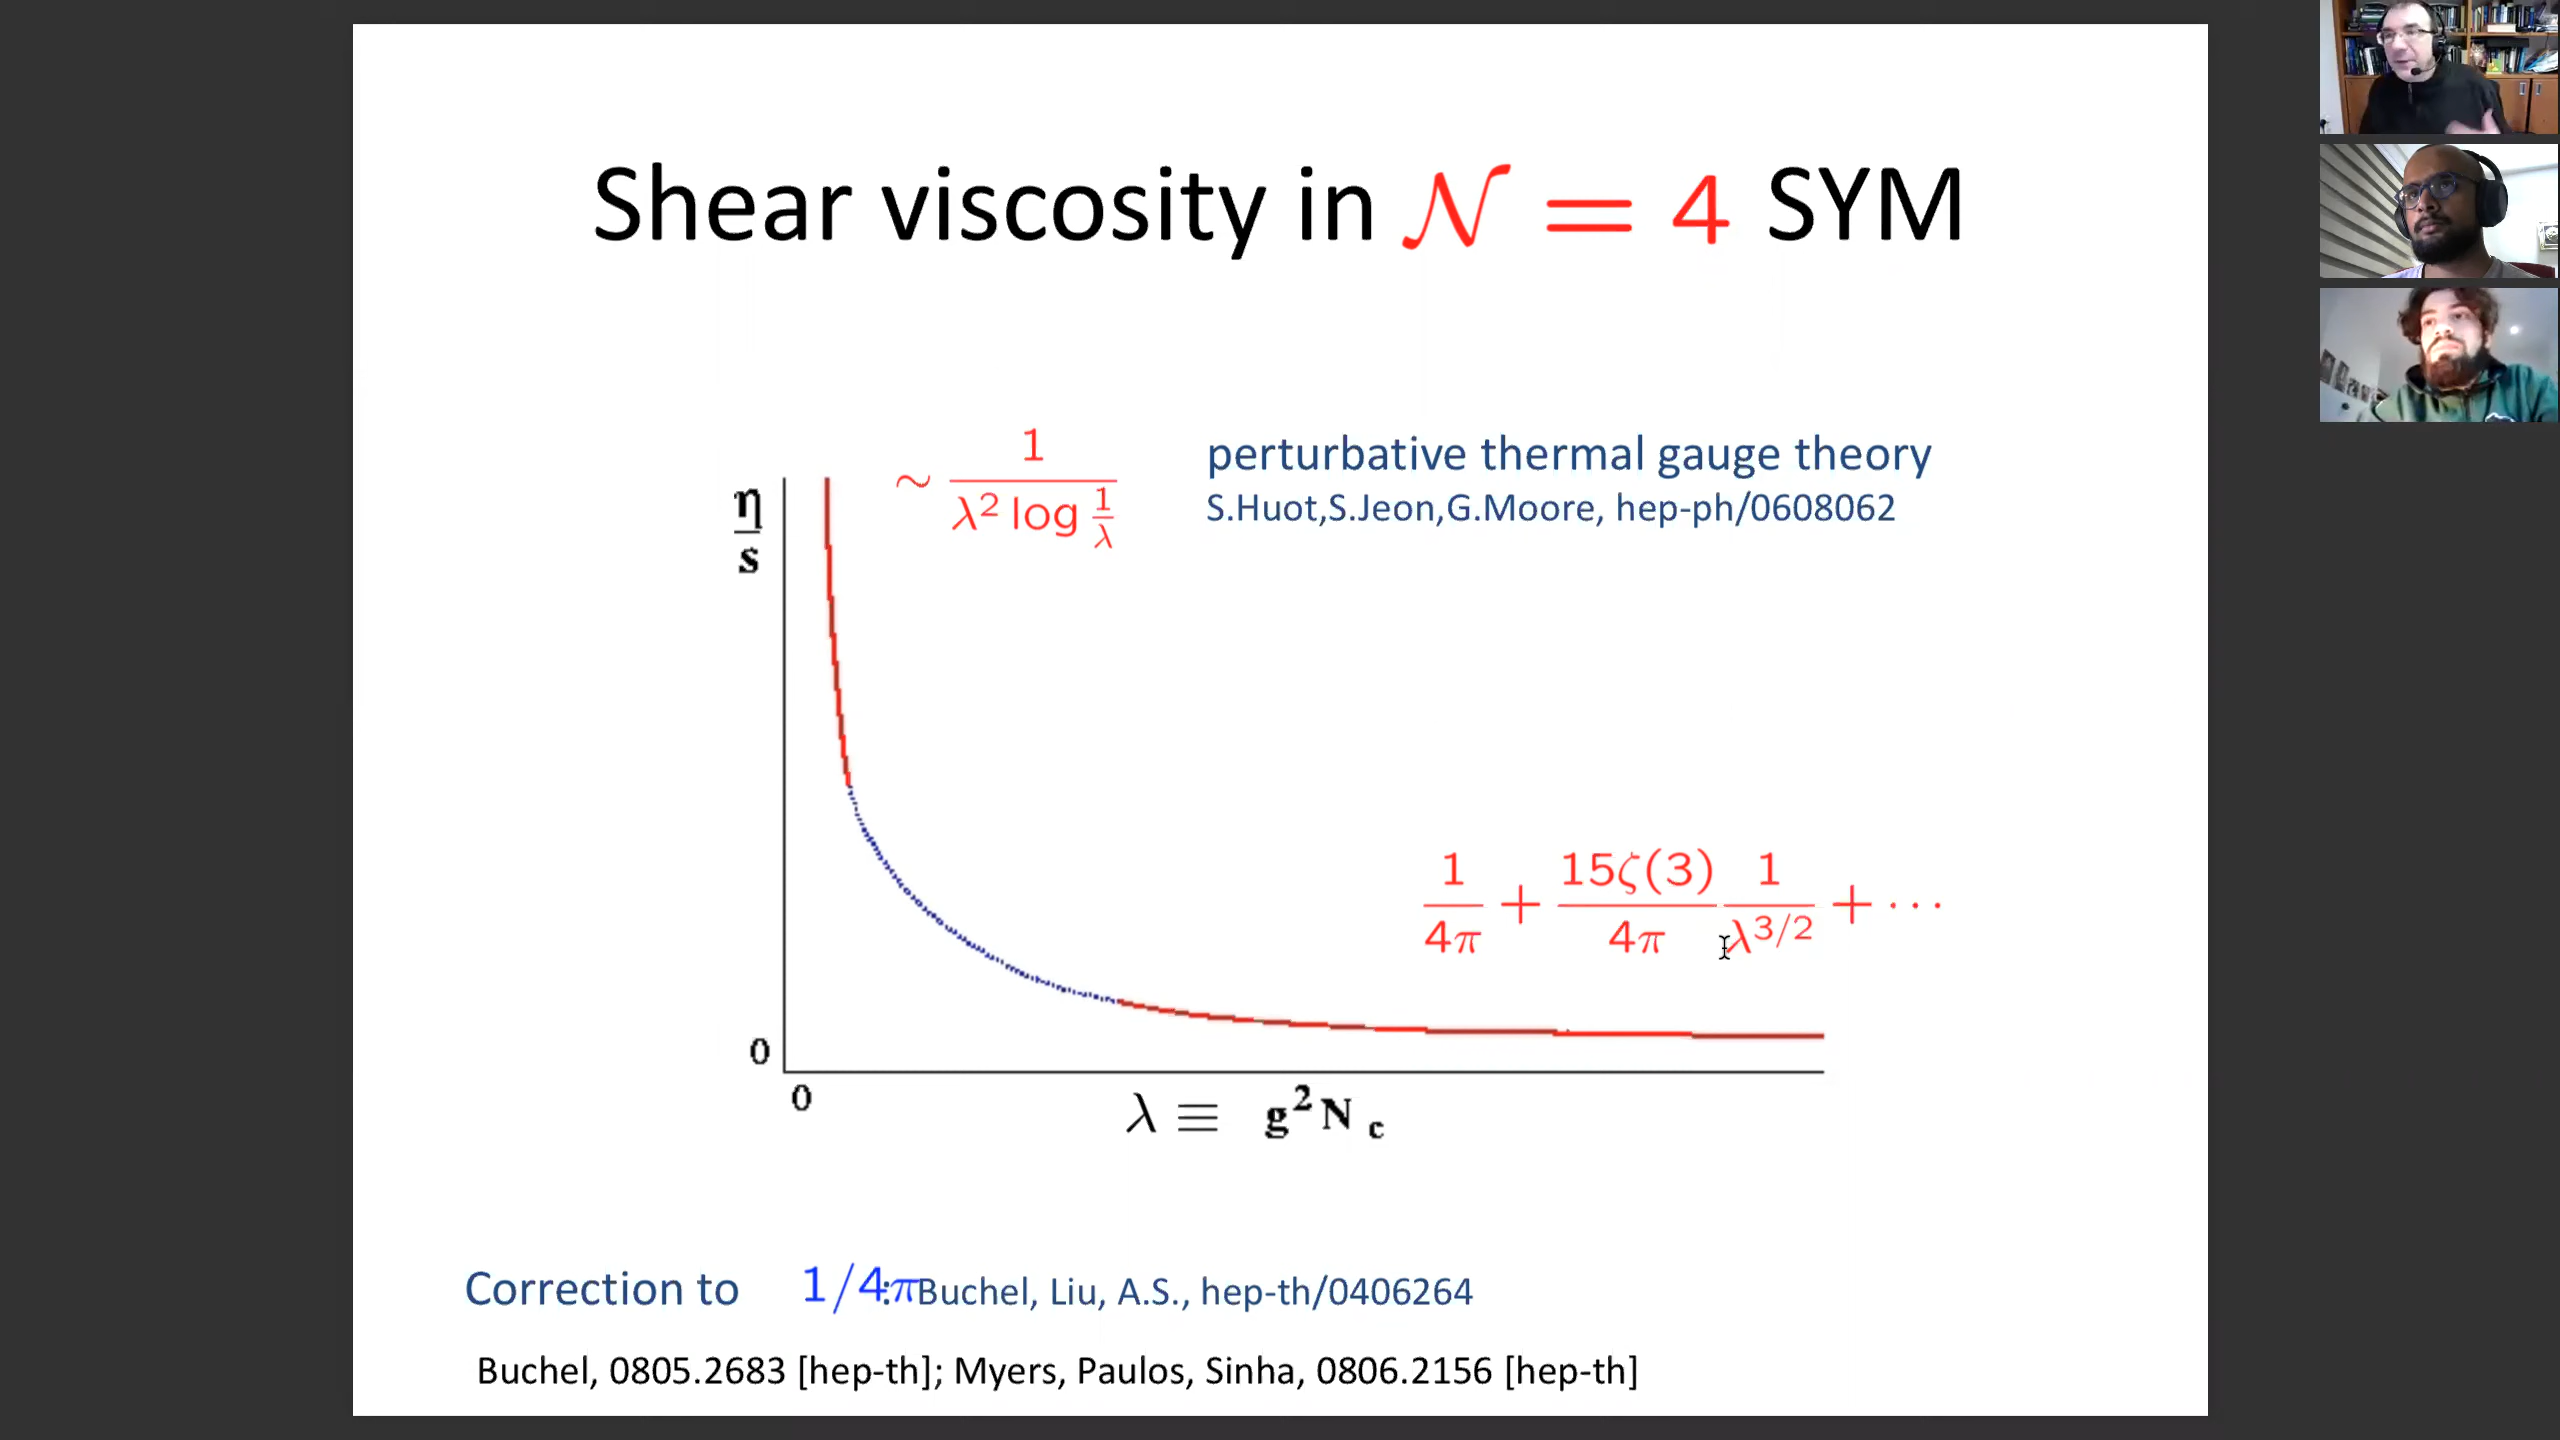 Shear viscosity in 𝒩 = 4 SYM
η/s
∼ 1/(λ² log 1/λ)
perturbative thermal gauge theory
S.Huot,S.Jeon,G.Moore, hep-ph/0608062
1/4π + 15ζ(3)/4π 1/λ^{3/2} + ···
0
0
λ ≡ g² N c
Correction to 1/4π : Buchel, Liu, A.S., hep-th/0406264
Buchel, 0805.2683 [hep-th]; Myers, Paulos, Sinha, 0806.2156 [hep-th]